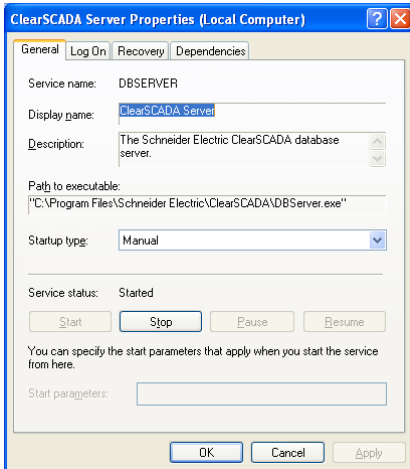 ClearSCADA Server Properties (Local Computer)
General Log On Recovery Dependencies
Service name: DBSERVER
Display name: ClearSCADA Server
Description: The Schneider Electric ClearSCADA database
server.
Path to executable:
"C:\Program Files\Schneider Electric\ClearSCADA\DBServer.exe"
Startup type: Manual
Service status: Started
Start Stop Pause Resume
You can specify the start parameters that apply when you start the service
from here.
Start parameters:
OK Cancel Apply